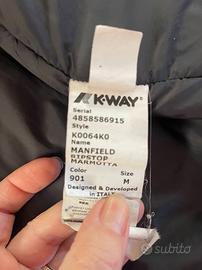 K-WAY
Serial
4858586915
Style
K0064K0
Name
MANFIELD
RIPSTOP
MARMOTTA
Color Size
901 M
Designed & Developed
in ITALY
subito